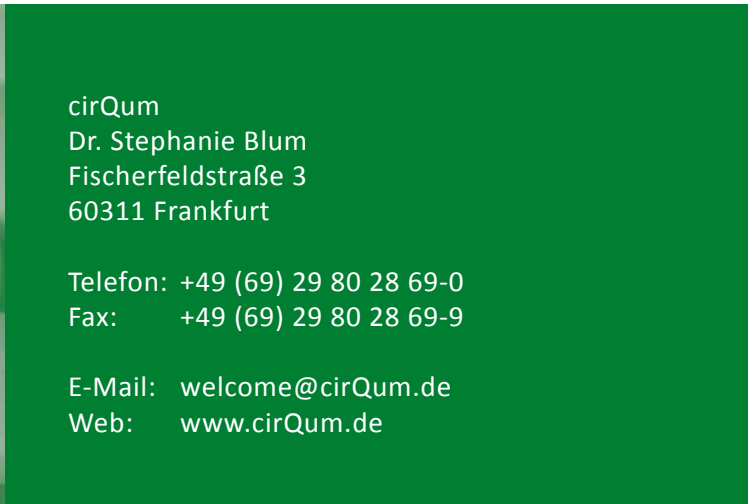 cirQum
Dr. Stephanie Blum
Fischerfeldstraße 3
60311 Frankfurt
Telefon: +49 (69) 29 80 28 69-0
Fax: +49 (69) 29 80 28 69-9
E-Mail: welcome@cirQum.de
Web: www.cirQum.de